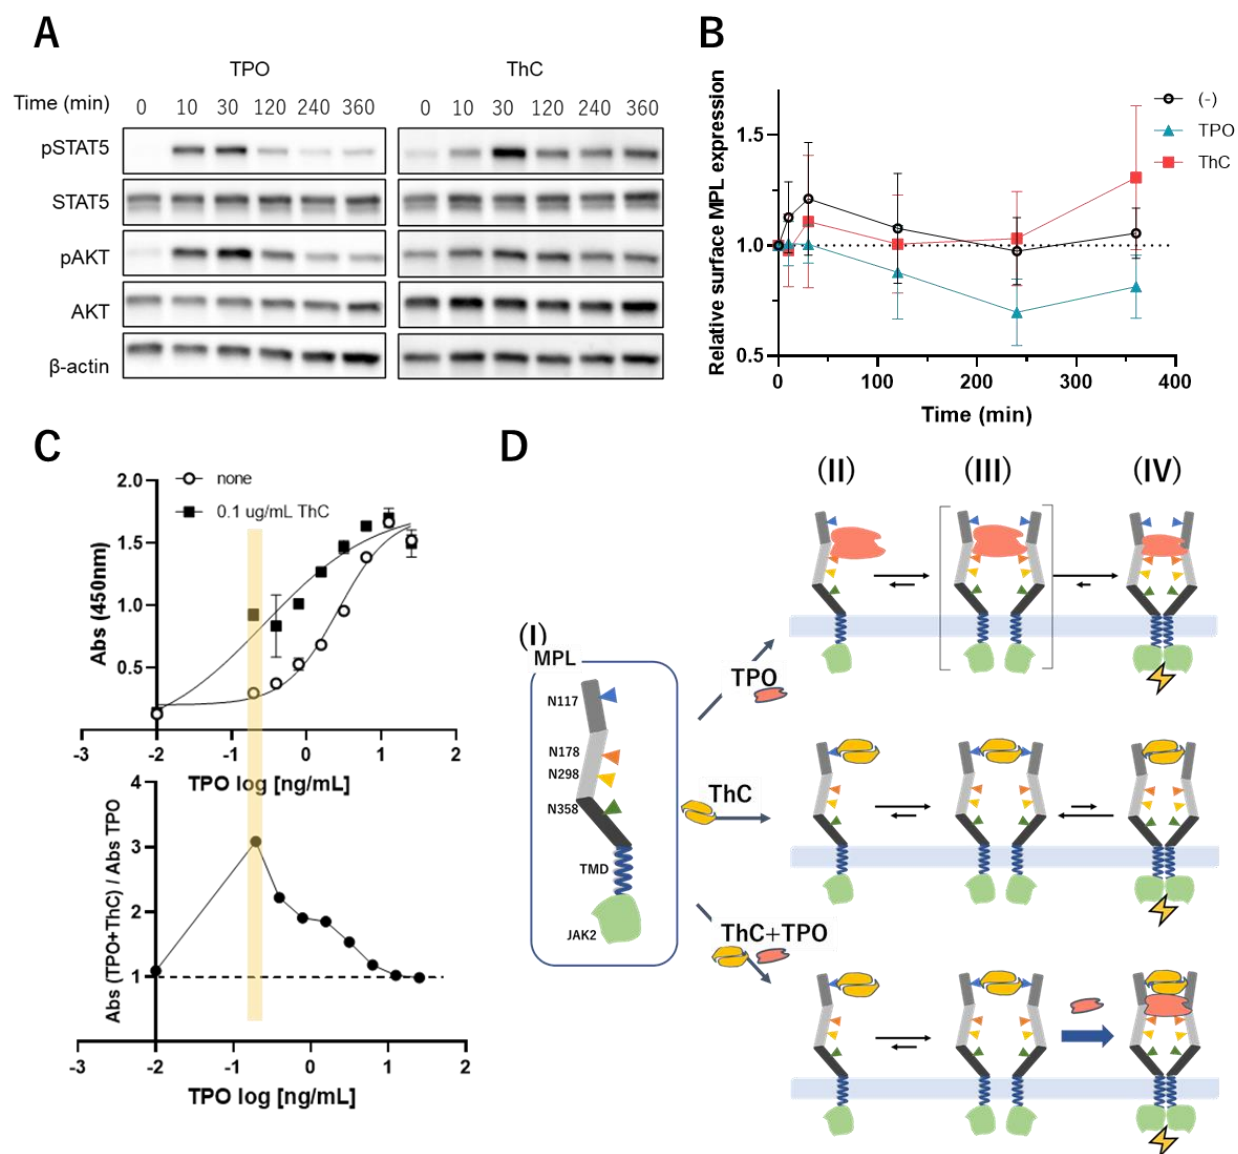 A
TPO
ThC
Time (min) 0 10 30 120 240 360 0 10 30 120 240 360
pSTAT5
STAT5
pAKT
AKT
β-actin
B
Relative surface MPL expression
1.5
1.0
0.5
0 100 200 300 400
Time (min)
(-)
TPO
ThC
C
none
0.1 ug/mL ThC
Abs (450nm)
2.0
1.5
1.0
0.5
-3 -1 0 1 2
TPO log [ng/mL]
Abs (TPO+ThC) / Abs TPO
4
3
2
1
-3 -2 -1 0 1 2
TPO log [ng/mL]
D
(I)
MPL
N117
N178
N298
N358
TMD
JAK2
(II) (III) (IV)
TPO
ThC
ThC+TPO